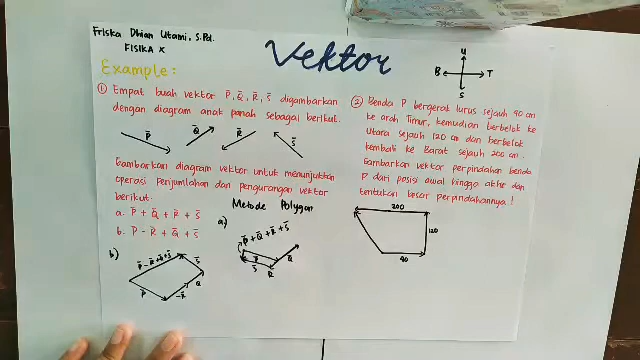 Friska Dhian Utami, S.Pd.
FISIKA X
Vektor
U
B T
S
Example:
① Empat buah vektor P̄, Q̄, R̄, S̄ digambarkan
dengan diagram anak panah sebagai berikut.
P̄ Q̄ R̄ S̄
Gambarkan diagram vektor untuk menunjukkan
operasi penjumlahan dan pengurangan vektor
berikut.
a. P̄ + Q̄ + R̄ + S̄
b. P̄ - R̄ + Q̄ + S̄
Metode Polygon
a)
P̄ + Q̄ + R̄ + S̄
S̄
Q̄
b)
S̄
P̄
-R̄
Q̄
② Benda P bergerak lurus sejauh 90 cm
ke arah Timur, kemudian berbelok ke
Utara sejauh 120 cm dan berbelok
kembali ke Barat sejauh 200 cm.
Gambarkan vektor perpindahan benda
P dari posisi awal hingga akhir dan
tentukan besar perpindahannya!
200
120
90